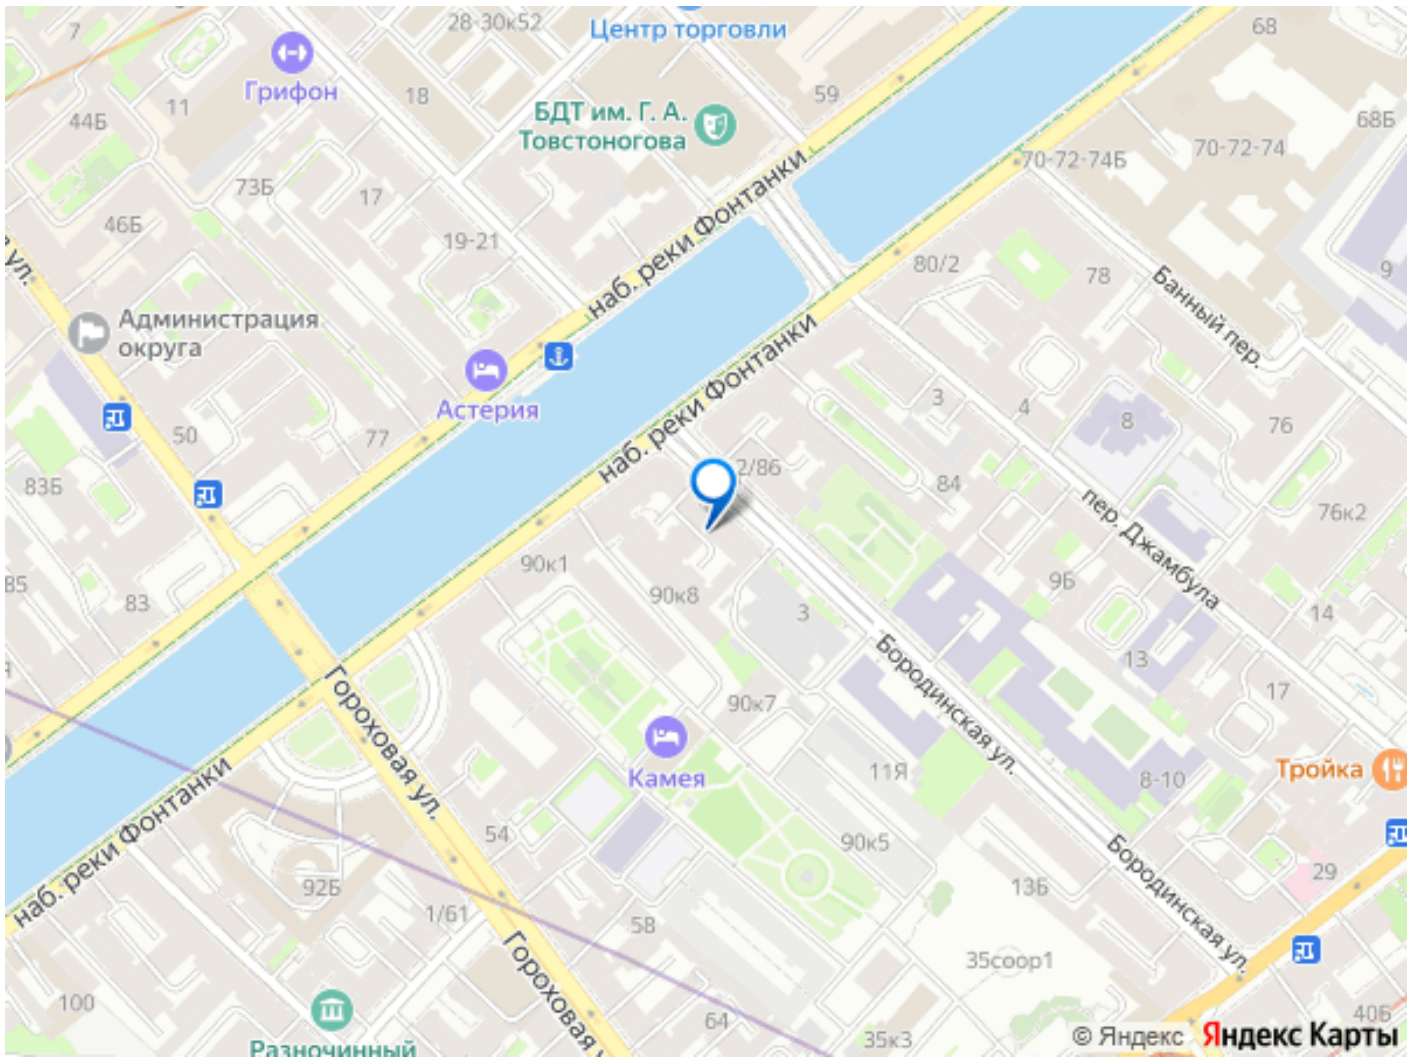 28-30к52
Центр торговли
68
7
Грифон
18
59
11
44Б
БДТ им. Г. А.
Товстоногова
68Б
70-72-74
70-72-74Б
73Б
17
46Б
19-21
наб. реки Фонтанки
80/2
78
9
ул.
Банный пер.
Администрация
округа
наб. реки Фонтанки
Астерия
3
4
8
76
50
77
2/86
84
83Б
76к2
пер. Джамбула
90к1
9Б
85
83
90к8
3
14
Бородинская ул.
13
17
Гороховая ул.
90к7
Камея
11Я
8-10
Тройка
наб. реки Фонтанки
54
90к5
29
92Б
13Б
1/61
58
Бородинская ул.
Гороховая
35соор1
100
64
35к3
40Б
Разночинный
© Яндекс
Яндекс Карты